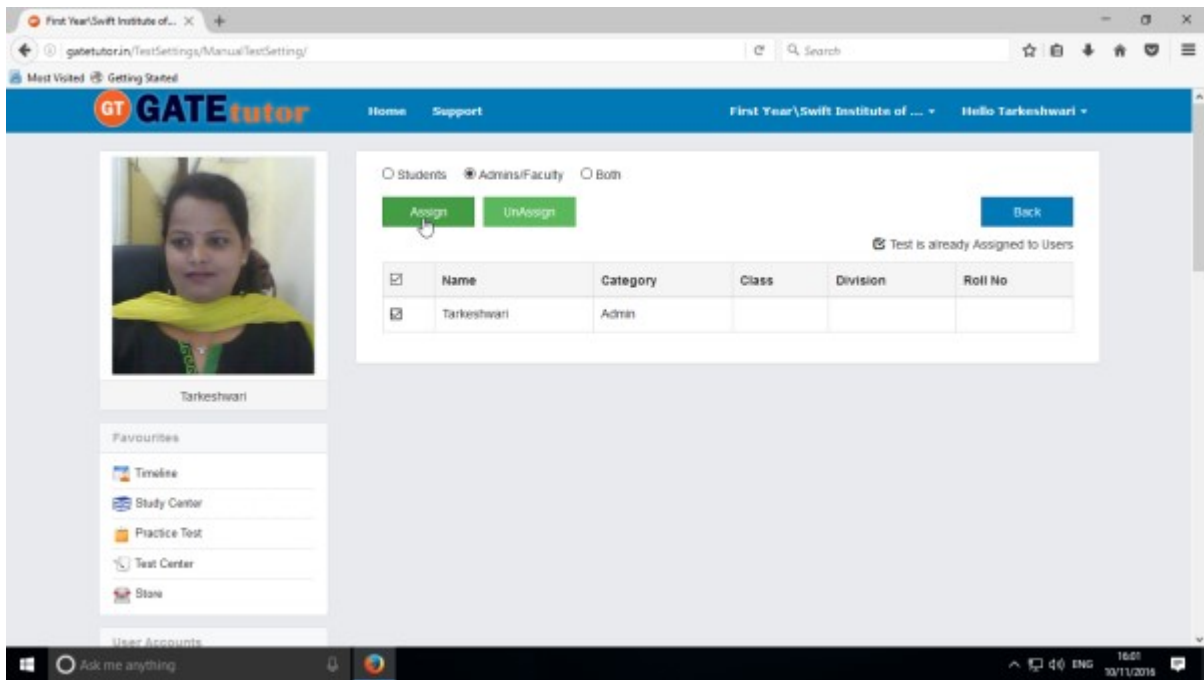 First Year\Swift Institute of...
gatetutor.in/TestSettings/ManualTestSetting/
Search
Most Visited Getting Started
GT GATEtutor Home Support First Year\Swift Institute of .... Hello Tarkeshwari
Students Admins/Faculty Both
Assign UnAssign Back
Test is already Assigned to Users
Name Category Class Division Roll No
Tarkeshwari Admin
Tarkeshwari
Favourites
Timeline
Study Center
Practice Test
Test Center
Store
User Accounts
Ask me anything
ENG 16:01
10/11/2016